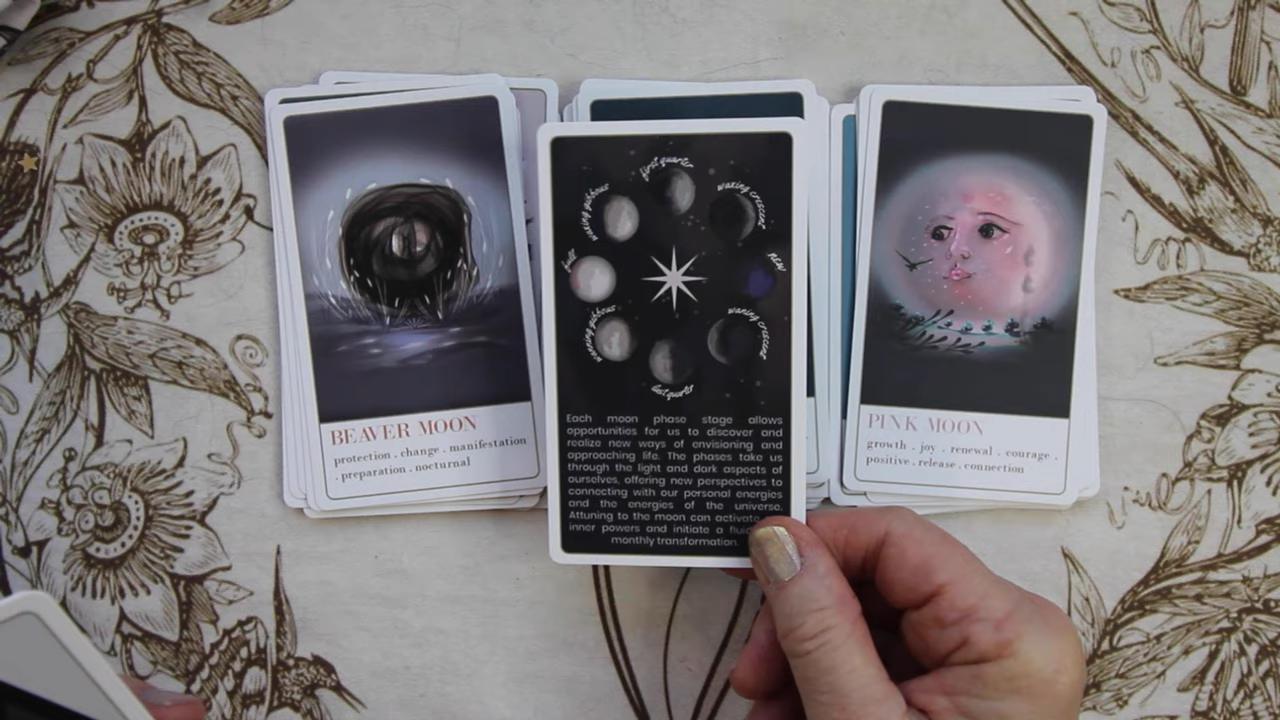 BEAVER MOON
protection . change . manifestation
. preparation . nocturnal
first quarter
waxing gibbous
waxing crescent
full
new
wanning gibbous
waning crescent
last quarter
Each moon phase stage allows
opportunities for us to discover and
realize new ways of envisioning and
approaching life. The phases take us
through the light and dark aspects of
ourselves, offering new perspectives to
connecting with our personal energies
and the energies of the universe.
Attuning to the moon can activate
inner powers and initiate a
monthly transformation.
PINK MOON
growth . joy . renewal . courage .
positive . release . connection